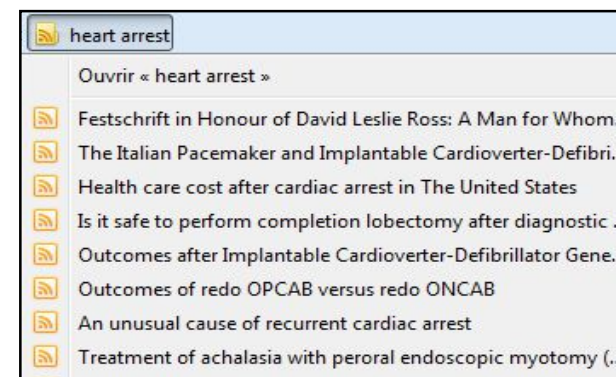 heart arrest
Ouvrir « heart arrest »
Festschrift in Honour of David Leslie Ross: A Man for Whom.
The Italian Pacemaker and Implantable Cardioverter-Defibri.
Health care cost after cardiac arrest in The United States
Is it safe to perform completion lobectomy after diagnostic .
Outcomes after Implantable Cardioverter-Defibrillator Gene.
Outcomes of redo OPCAB versus redo ONCAB
An unusual cause of recurrent cardiac arrest
Treatment of achalasia with peroral endoscopic myotomy (..